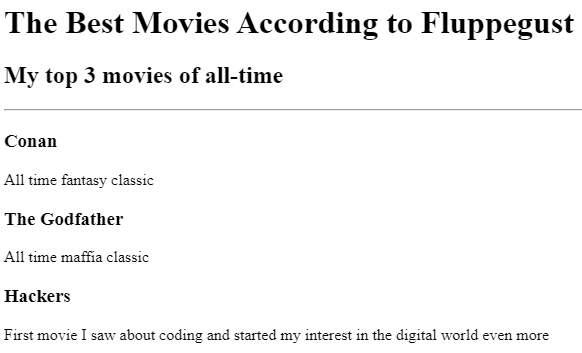 The Best Movies According to Fluppegust
My top 3 movies of all-time
Conan
All time fantasy classic
The Godfather
All time maffia classic
Hackers
First movie I saw about coding and started my interest in the digital world even more